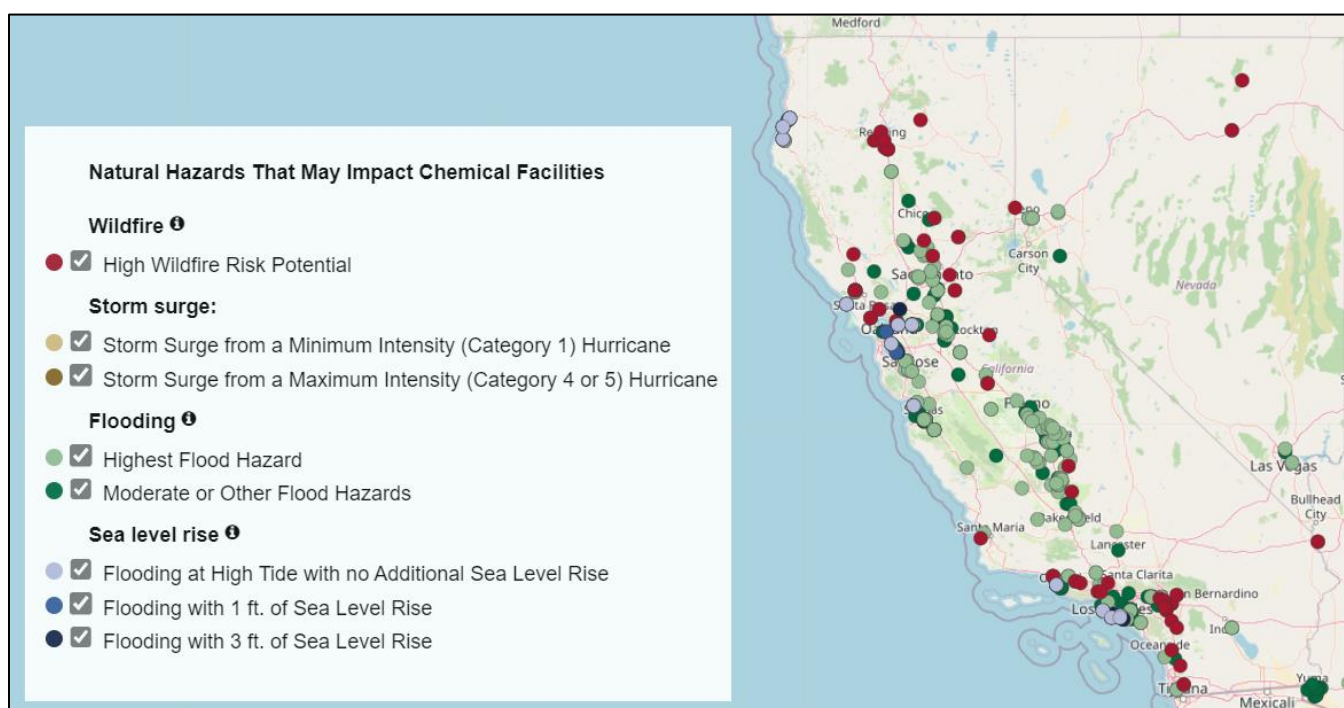 Natural Hazards That May Impact Chemical Facilities
Wildfire
High Wildfire Risk Potential
Storm surge:
Storm Surge from a Minimum Intensity (Category 1) Hurricane
Storm Surge from a Maximum Intensity (Category 4 or 5) Hurricane
Flooding
Highest Flood Hazard
Moderate or Other Flood Hazards
Sea level rise
Flooding at High Tide with no Additional Sea Level Rise
Flooding with 1 ft. of Sea Level Rise
Flooding with 3 ft. of Sea Level Rise
Medford
Carson
City
Nevada
California
Las Vegas
Bullhead
City
Santa Maria
Lancaster
Santa Clarita
Oceanside
Yuma
Mexicali